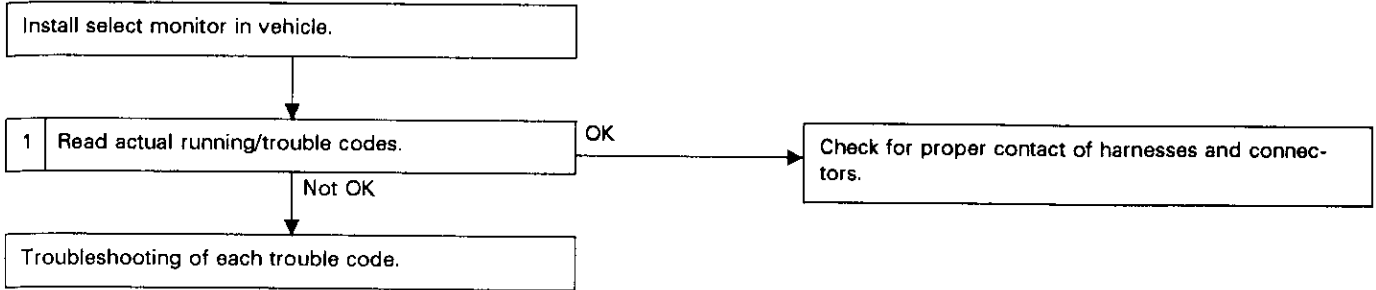 Install select monitor in vehicle.
1 Read actual running/trouble codes.
OK
Check for proper contact of harnesses and connec-
tors.
Not OK
Troubleshooting of each trouble code.